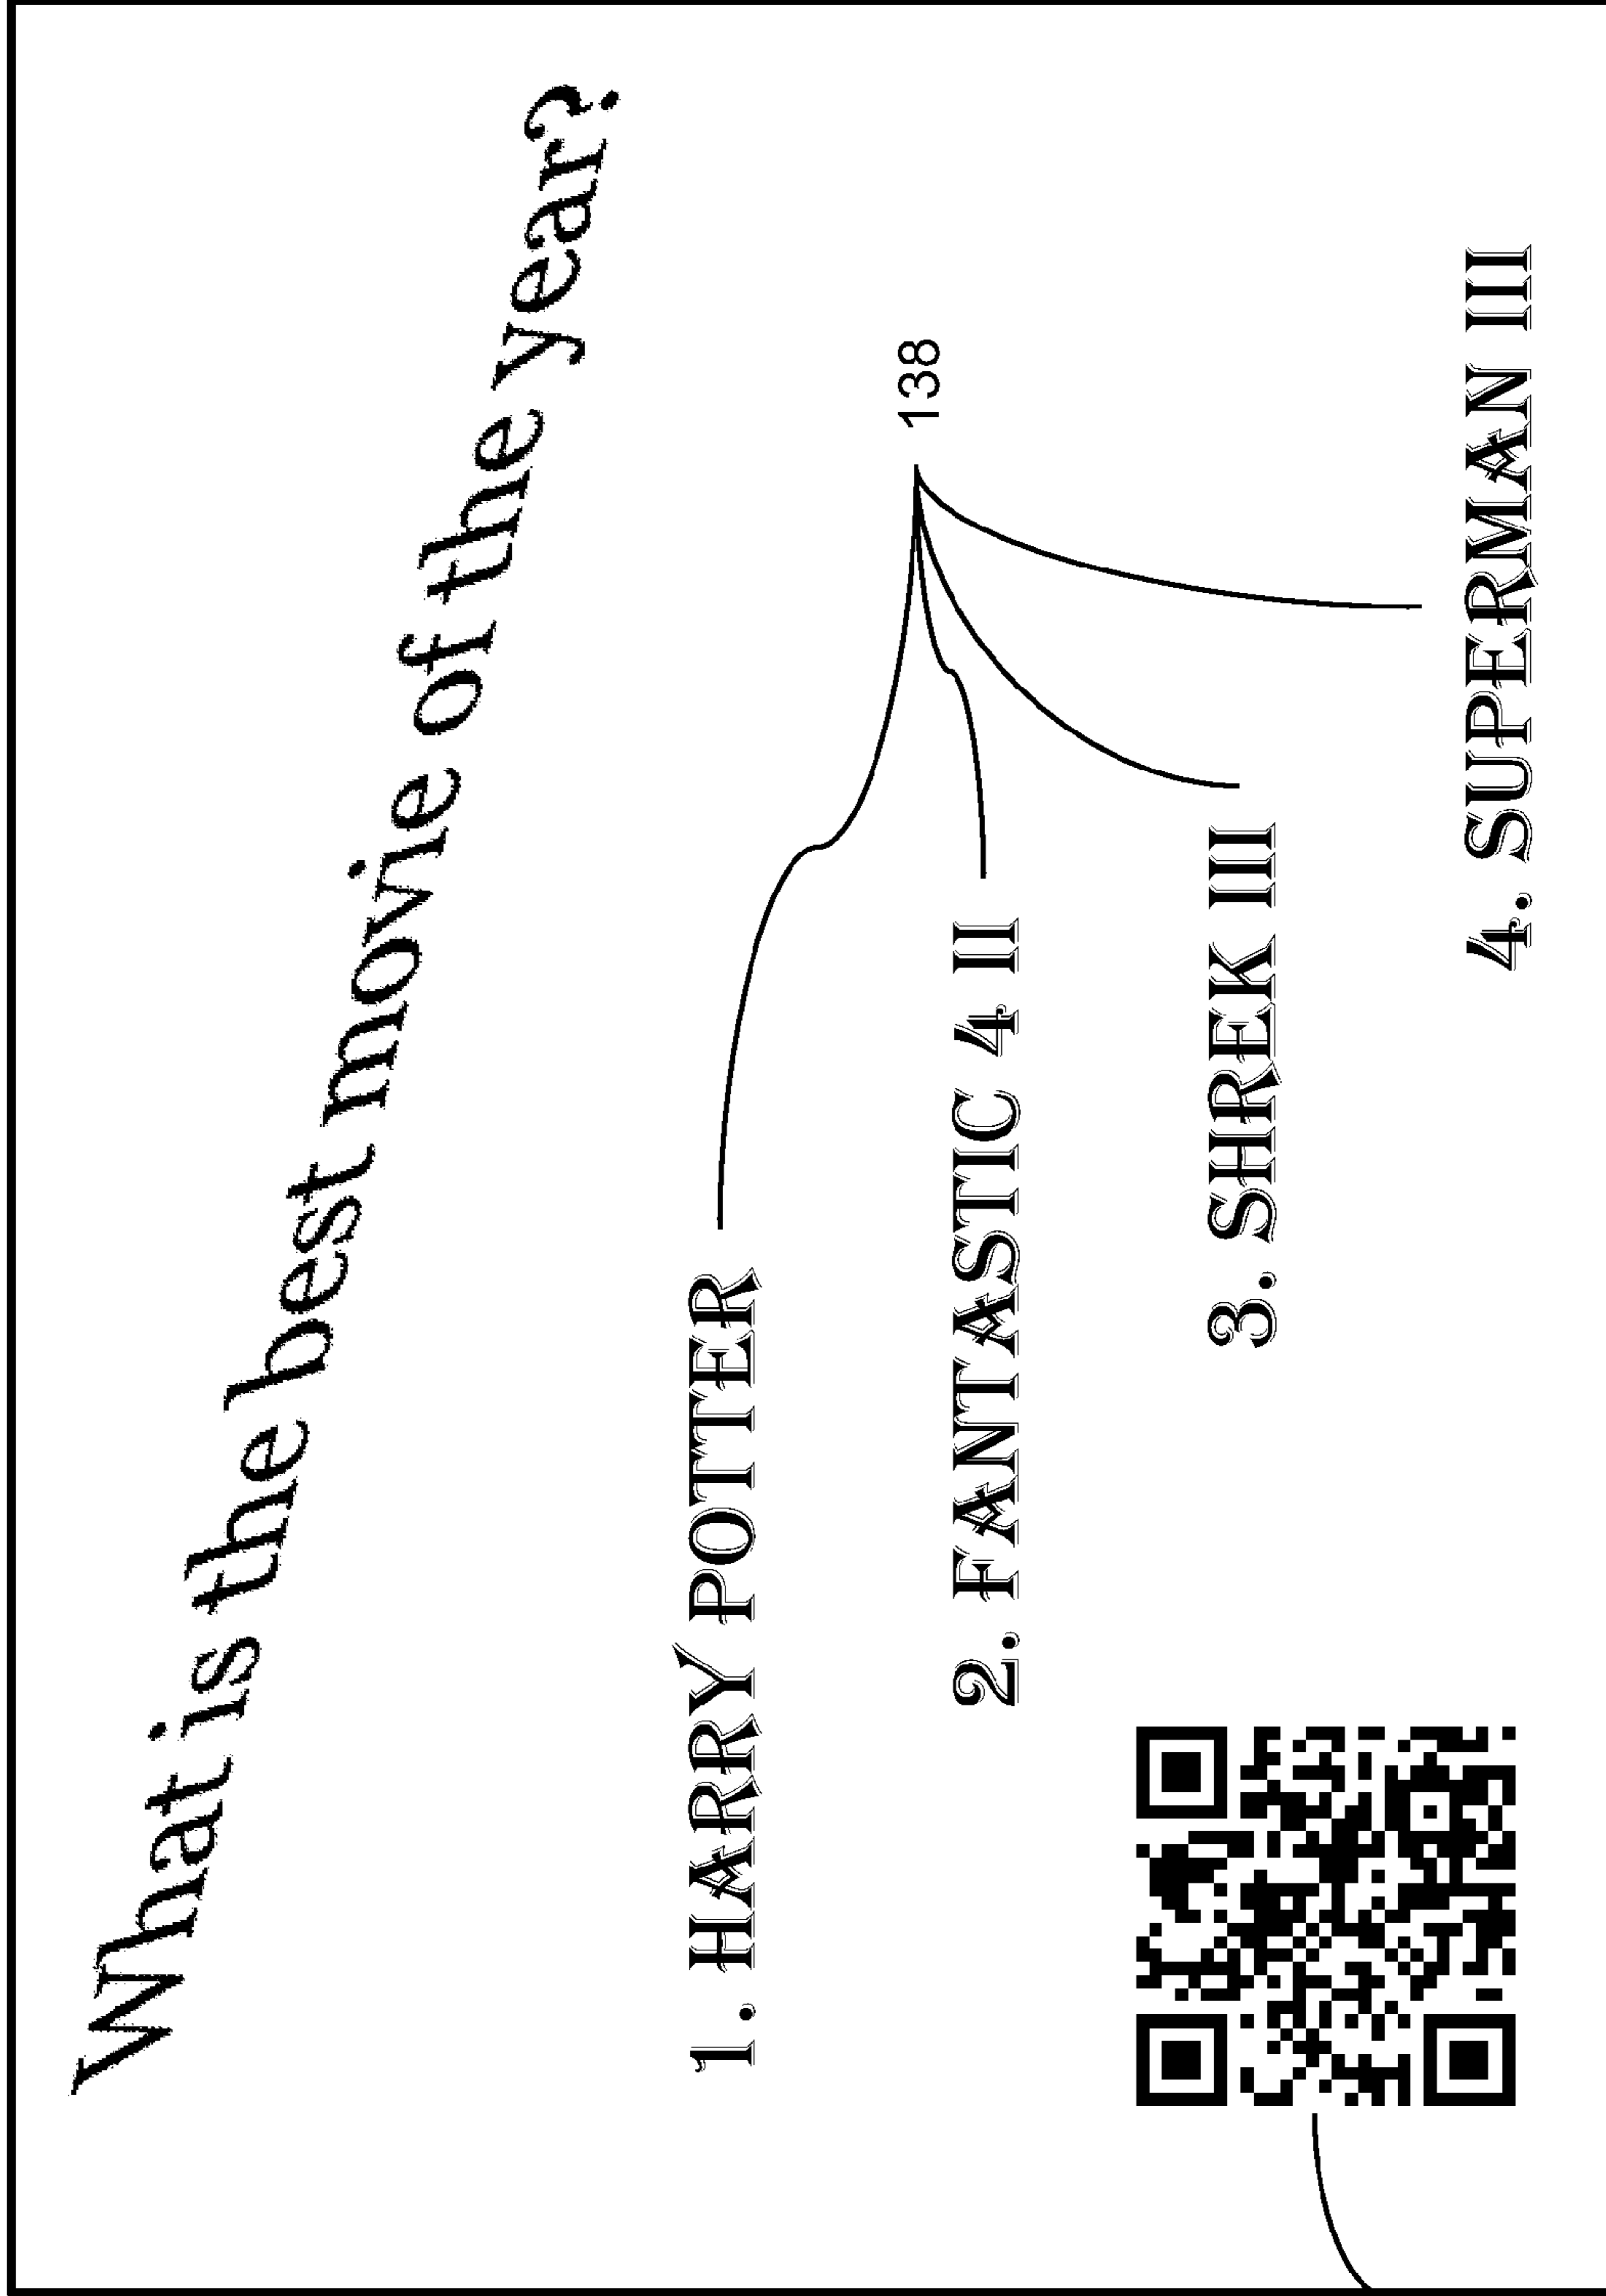 What is the best movie of the year?
1. HARRY POTTER
138
2. FANTASTIC 4 II
3. SHREK III
4. SUPERMAN III